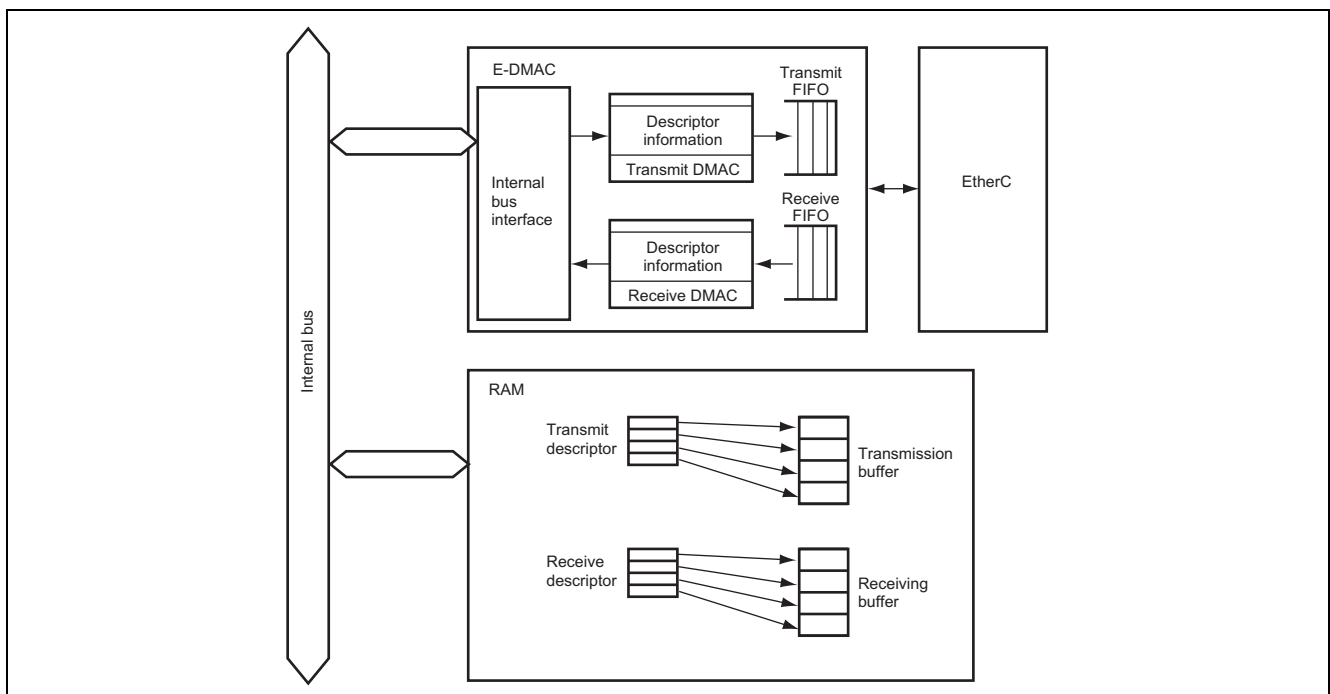 E-DMAC
Transmit
FIFO
Descriptor
information
Transmit DMAC
Internal
bus
interface
Receive
FIFO
Descriptor
information
Receive DMAC
EtherC
Internal bus
RAM
Transmit
descriptor
Transmission
buffer
Receive
descriptor
Receiving
buffer